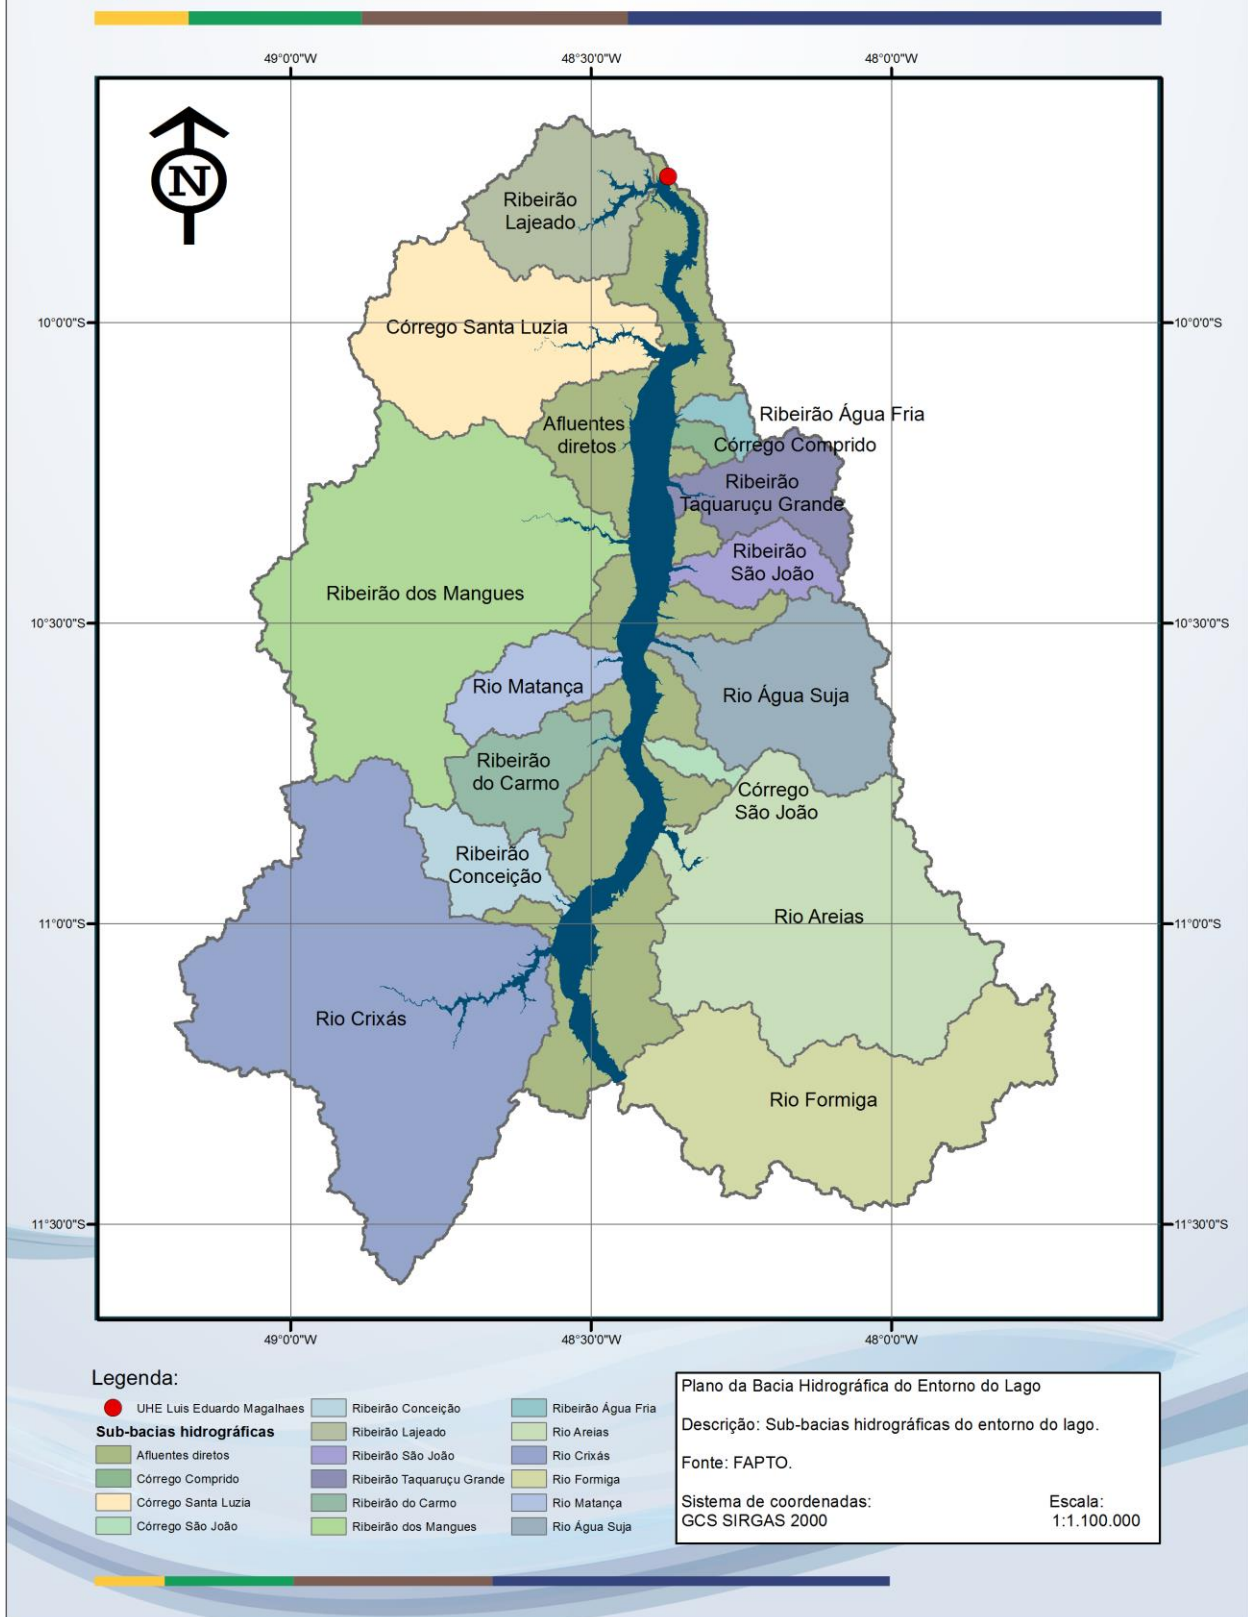 49°0'0"W 48°30'0"W 48°0'0"W
N
Ribeirão
Lajeado
10°0'0"S 10°0'0"S
Córrego Santa Luzia
Ribeirão Água Fria
Afluentes
diretos
Córrego Comprido
Ribeirão
Taquaruçu Grande
Ribeirão
São João
Ribeirão dos Mangues
10°30'0"S 10°30'0"S
Rio Matança
Rio Água Suja
Ribeirão
do Carmo
Córrego
São João
Ribeirão
Conceição
Rio Areias
11°0'0"S 11°0'0"S
Rio Crixás
Rio Formiga
11°30'0"S 11°30'0"S
49°0'0"W 48°30'0"W 48°0'0"W
Legenda:
UHE Luis Eduardo Magalhaes
Sub-bacias hidrográficas
Afluentes diretos
Córrego Comprido
Córrego Santa Luzia
Córrego São João
Ribeirão Conceição
Ribeirão Lajeado
Ribeirão São João
Ribeirão Taquaruçu Grande
Ribeirão do Carmo
Ribeirão dos Mangues
Ribeirão Água Fria
Rio Areias
Rio Crixás
Rio Formiga
Rio Matança
Rio Água Suja
Plano da Bacia Hidrográfica do Entorno do Lago
Descrição: Sub-bacias hidrográficas do entorno do lago.
Fonte: FAPTO.
Sistema de coordenadas: Escala:
GCS SIRGAS 2000 1:1.100.000